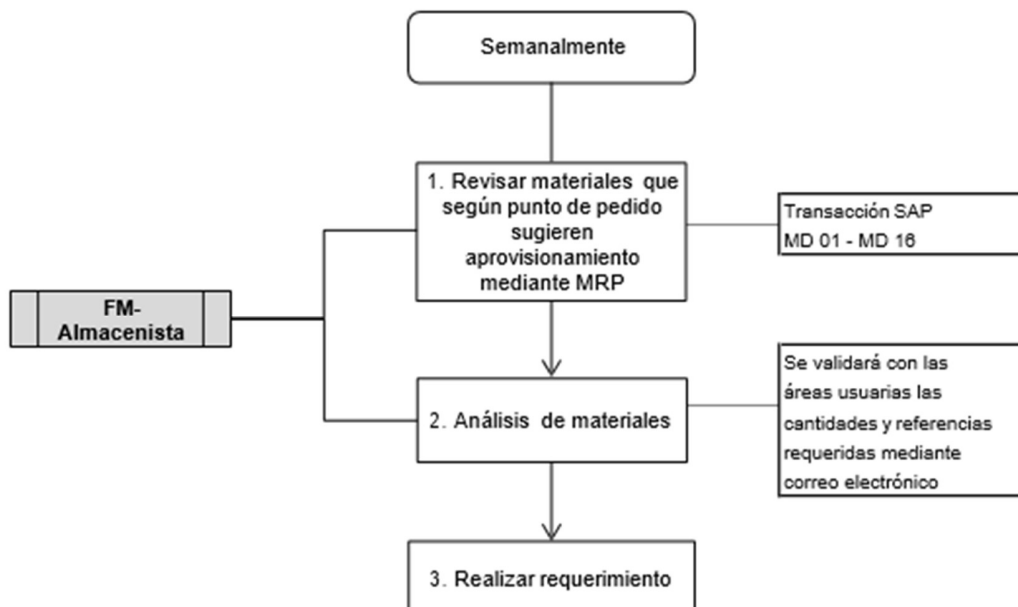 Semanalmente
1. Revisar materiales que
según punto de pedido
sugieren
aprovisionamiento
mediante MRP
Transacción SAP
MD 01 - MD 16
FM-
Almacenista
2. Análisis de materiales
Se validará con las
áreas usuarias las
cantidades y referencias
requeridas mediante
correo electrónico
3. Realizar requerimiento